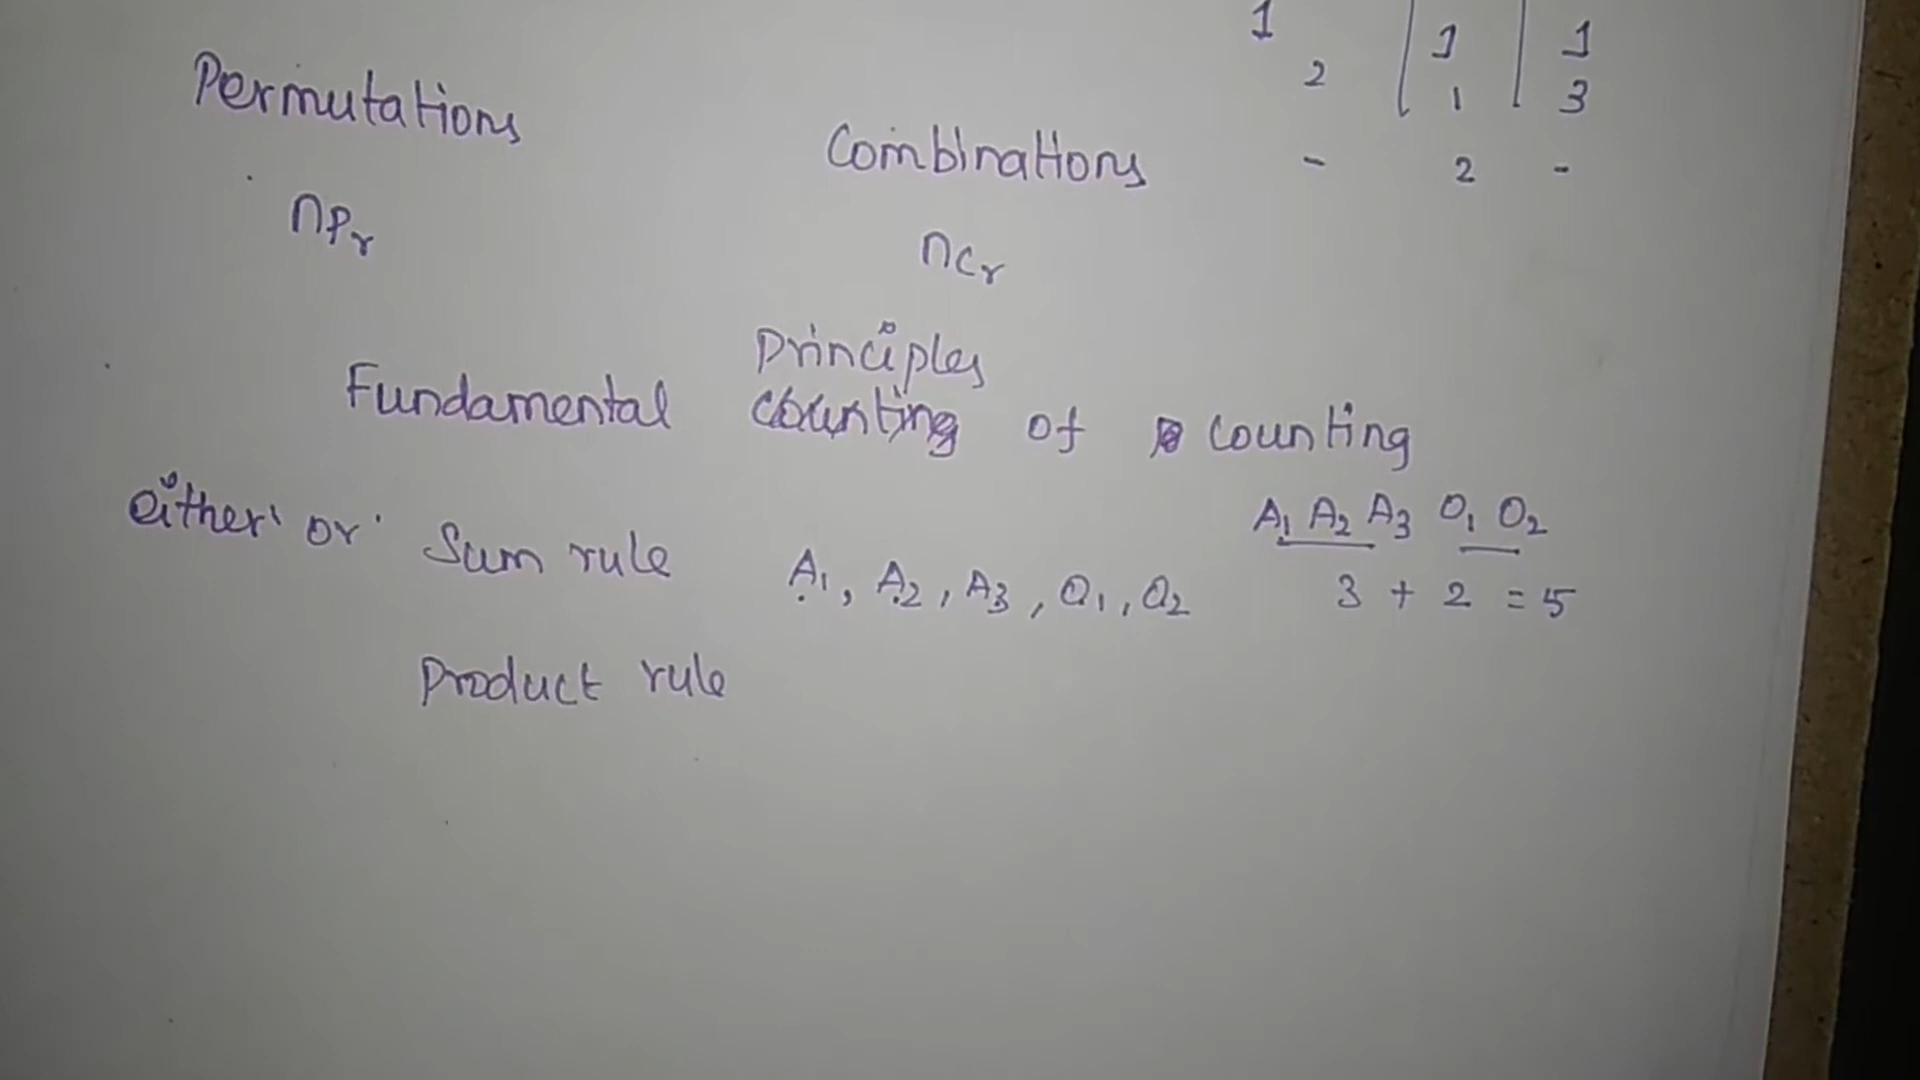 1 | 1 | 1
2 | 1 | 3
- 2 -
Permutations
Combinations
nPr
nCr
Principles
Fundamental counting of counting
either or Sum rule A1, A2, A3, O1, O2
A1 A2 A3 O1 O2
3 + 2 = 5
Product rule